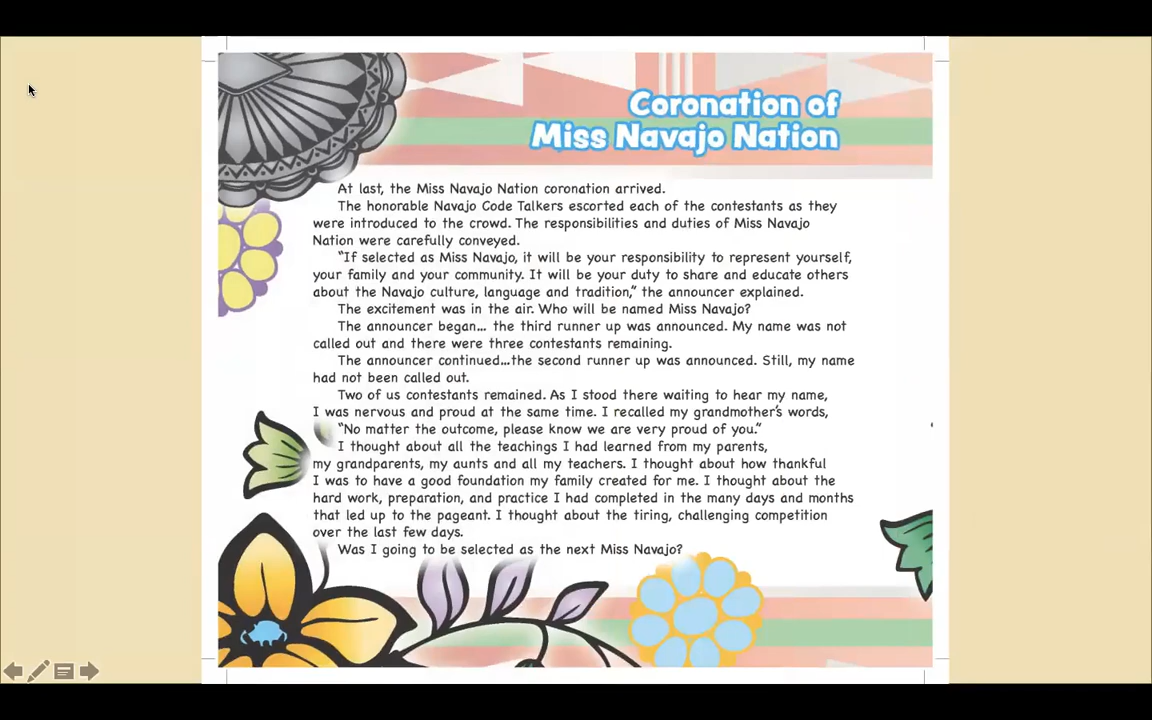 Coronation of
Miss Navajo Nation
At last, the Miss Navajo Nation coronation arrived.
The honorable Navajo Code Talkers escorted each of the contestants as they
were introduced to the crowd. The responsibilities and duties of Miss Navajo
Nation were carefully conveyed.
“If selected as Miss Navajo, it will be your responsibility to represent yourself,
your family and your community. It will be your duty to share and educate others
about the Navajo culture, language and tradition,” the announcer explained.
The excitement was in the air. Who will be named Miss Navajo?
The announcer began... the third runner up was announced. My name was not
called out and there were three contestants remaining.
The announcer continued...the second runner up was announced. Still, my name
had not been called out.
Two of us contestants remained. As I stood there waiting to hear my name,
I was nervous and proud at the same time. I recalled my grandmother’s words,
“No matter the outcome, please know we are very proud of you.”
I thought about all the teachings I had learned from my parents,
my grandparents, my aunts and all my teachers. I thought about how thankful
I was to have a good foundation my family created for me. I thought about the
hard work, preparation, and practice I had completed in the many days and months
that led up to the pageant. I thought about the tiring, challenging competition
over the last few days.
Was I going to be selected as the next Miss Navajo?